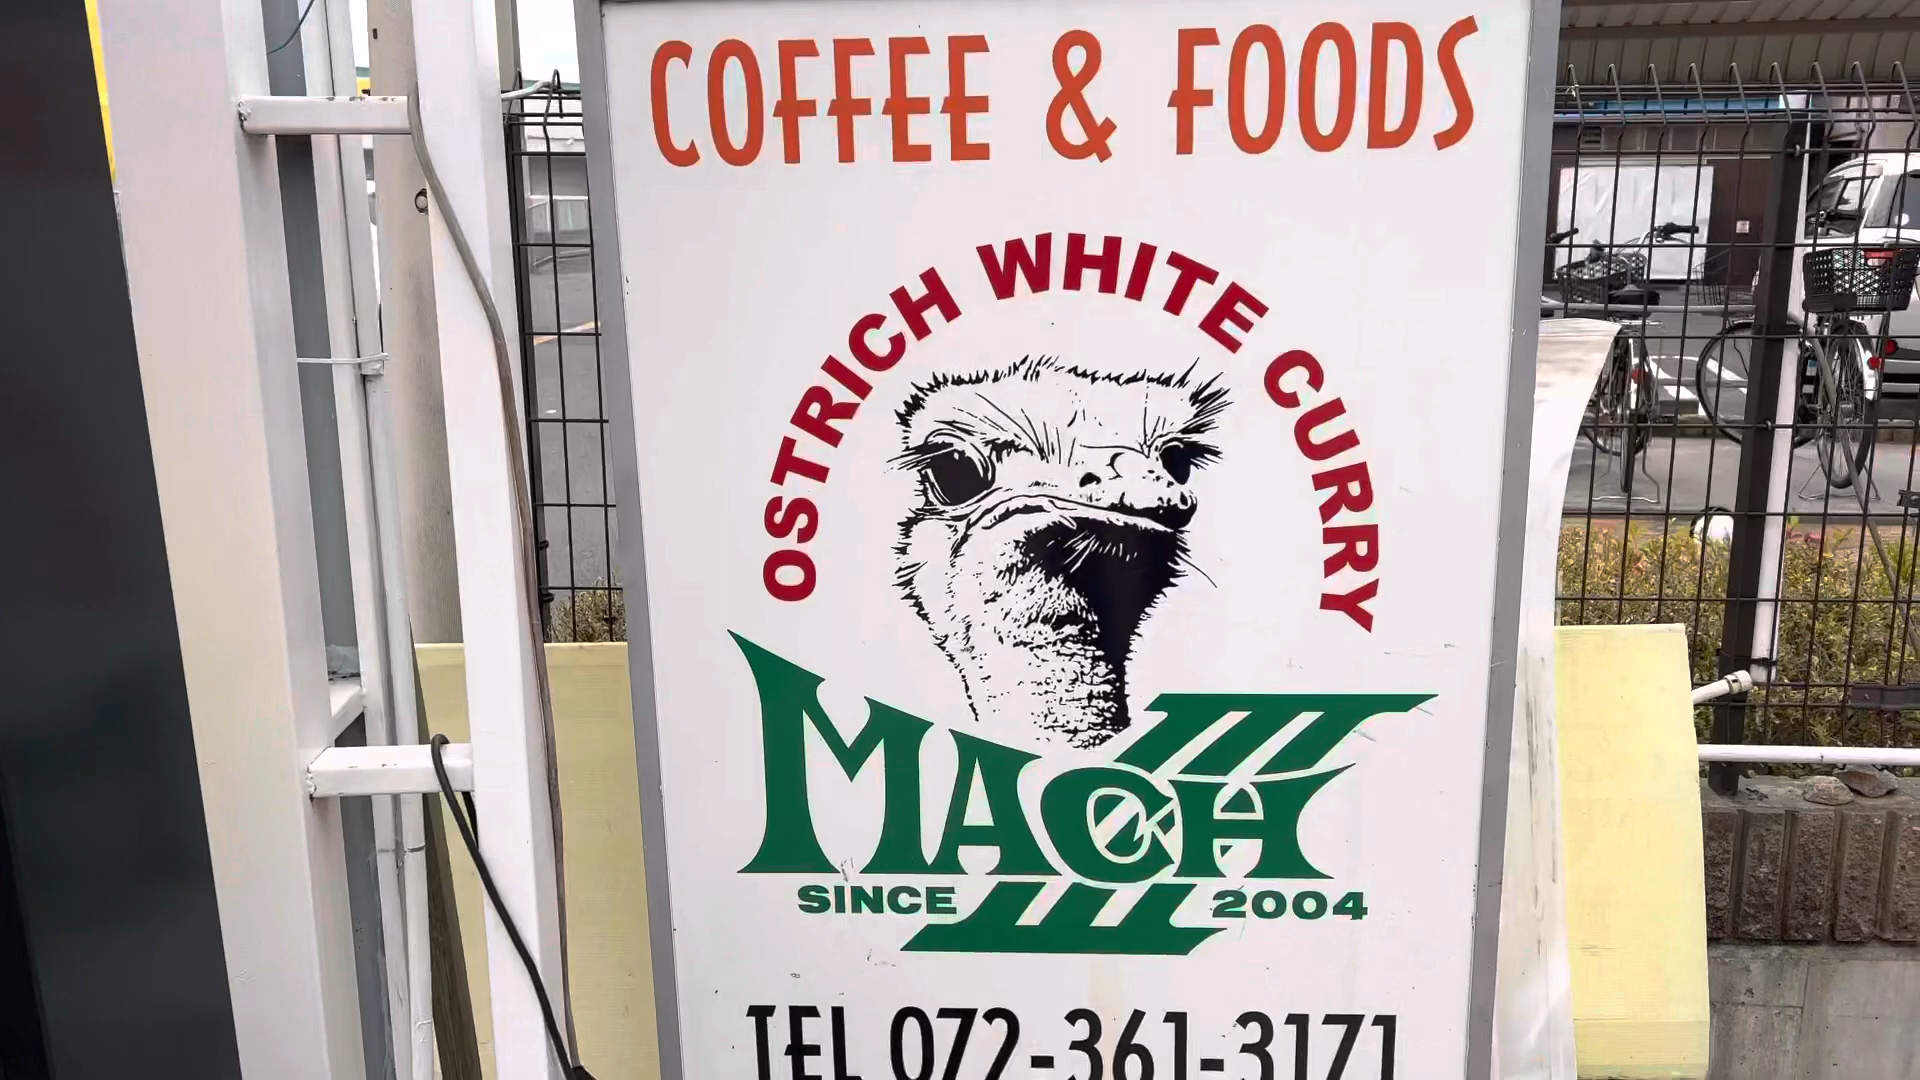 COFFEE & FOODS
OSTRICH WHITE CURRY
MACH
SINCE 2004
TEL 072-361-3171